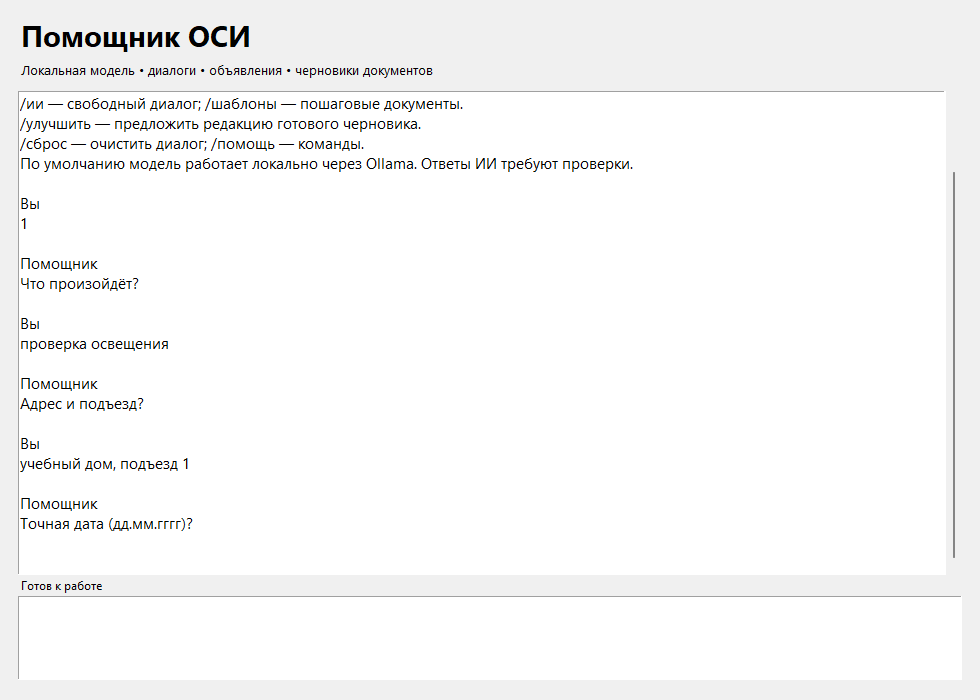 Помощник ОСИ
Локальная модель • диалоги • объявления • черновики документов
/ии — свободный диалог; /шаблоны — пошаговые документы.
/улучшить — предложить редакцию готового черновика.
/сброс — очистить диалог; /помощь — команды.
По умолчанию модель работает локально через Ollama. Ответы ИИ требуют проверки.
Вы
1
Помощник
Что произойдёт?
Вы
проверка освещения
Помощник
Адрес и подъезд?
Вы
учебный дом, подъезд 1
Помощник
Точная дата (дд.мм.гггг)?
Готов к работе